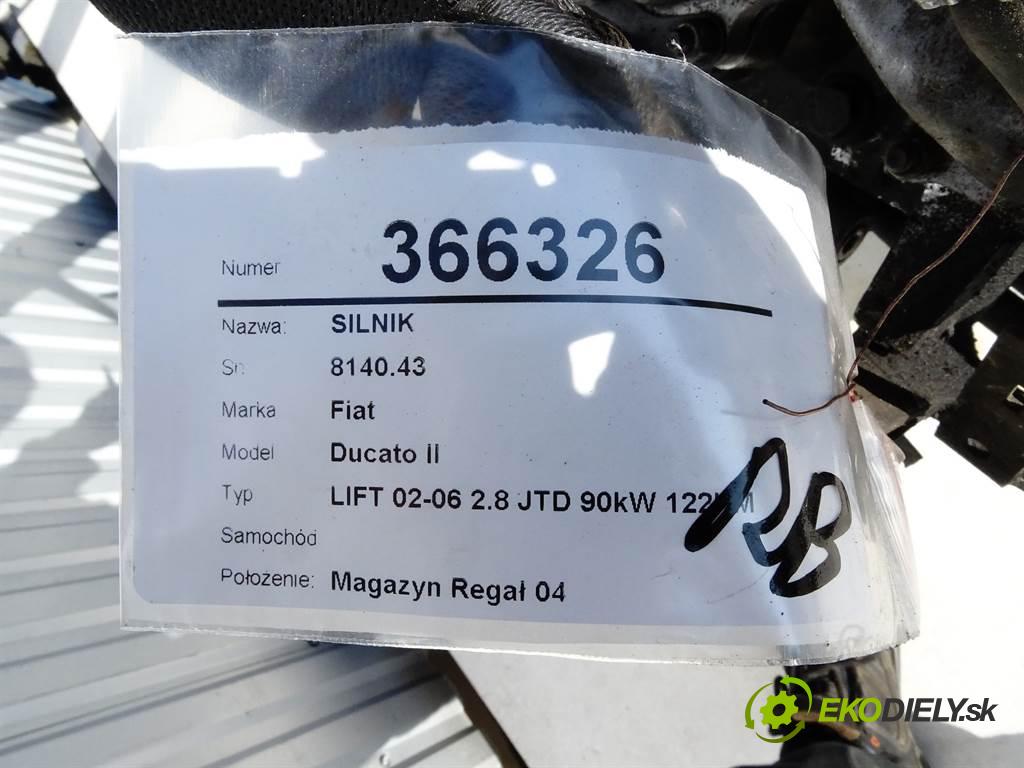 Numer 366326
Nazwa: SILNIK
Sn 8140.43
Marka Fiat
Model Ducato II
Typ LIFT 02-06 2.8 JTD 90kW 122KM
Samochód
Położenie: Magazyn Regał 04
EKODIELY.sk